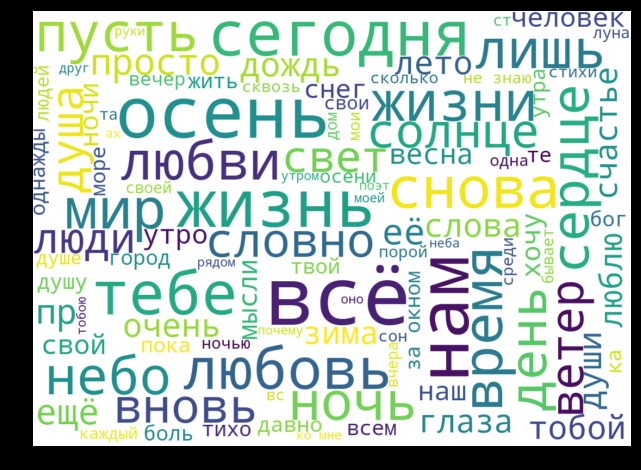 пусть
руки
сегодня
ст
человек
луна
друг
просто
дождь
лето
лишь
людей
вечер
жить
сквозь
снег
сколько
не знаю
стихи
утра
душа
ночи
осень
свои
жизни
сердце
счастье
та
ах
дом
мои
солнце
однажды
море
любви
свет
весна
одна
те
своей
утром
осени
поэт
моей
снова
мир
жизнь
бог
люди
утро
словно
её
слова
хочу
люблю
неба
порой
среди
бывает
душе
город
рядом
твой
мысли
всё
оно
за окном
нам
время
день
ветер
души
душу
тебе
пр
тобою
очень
почему
зима
сон
свой
пока
ночью
вчера
ка
небо
любовь
наш
ещё
вновь
вс
ночь
глаза
тобой
каждый
боль
тихо
давно
ко мне
всем